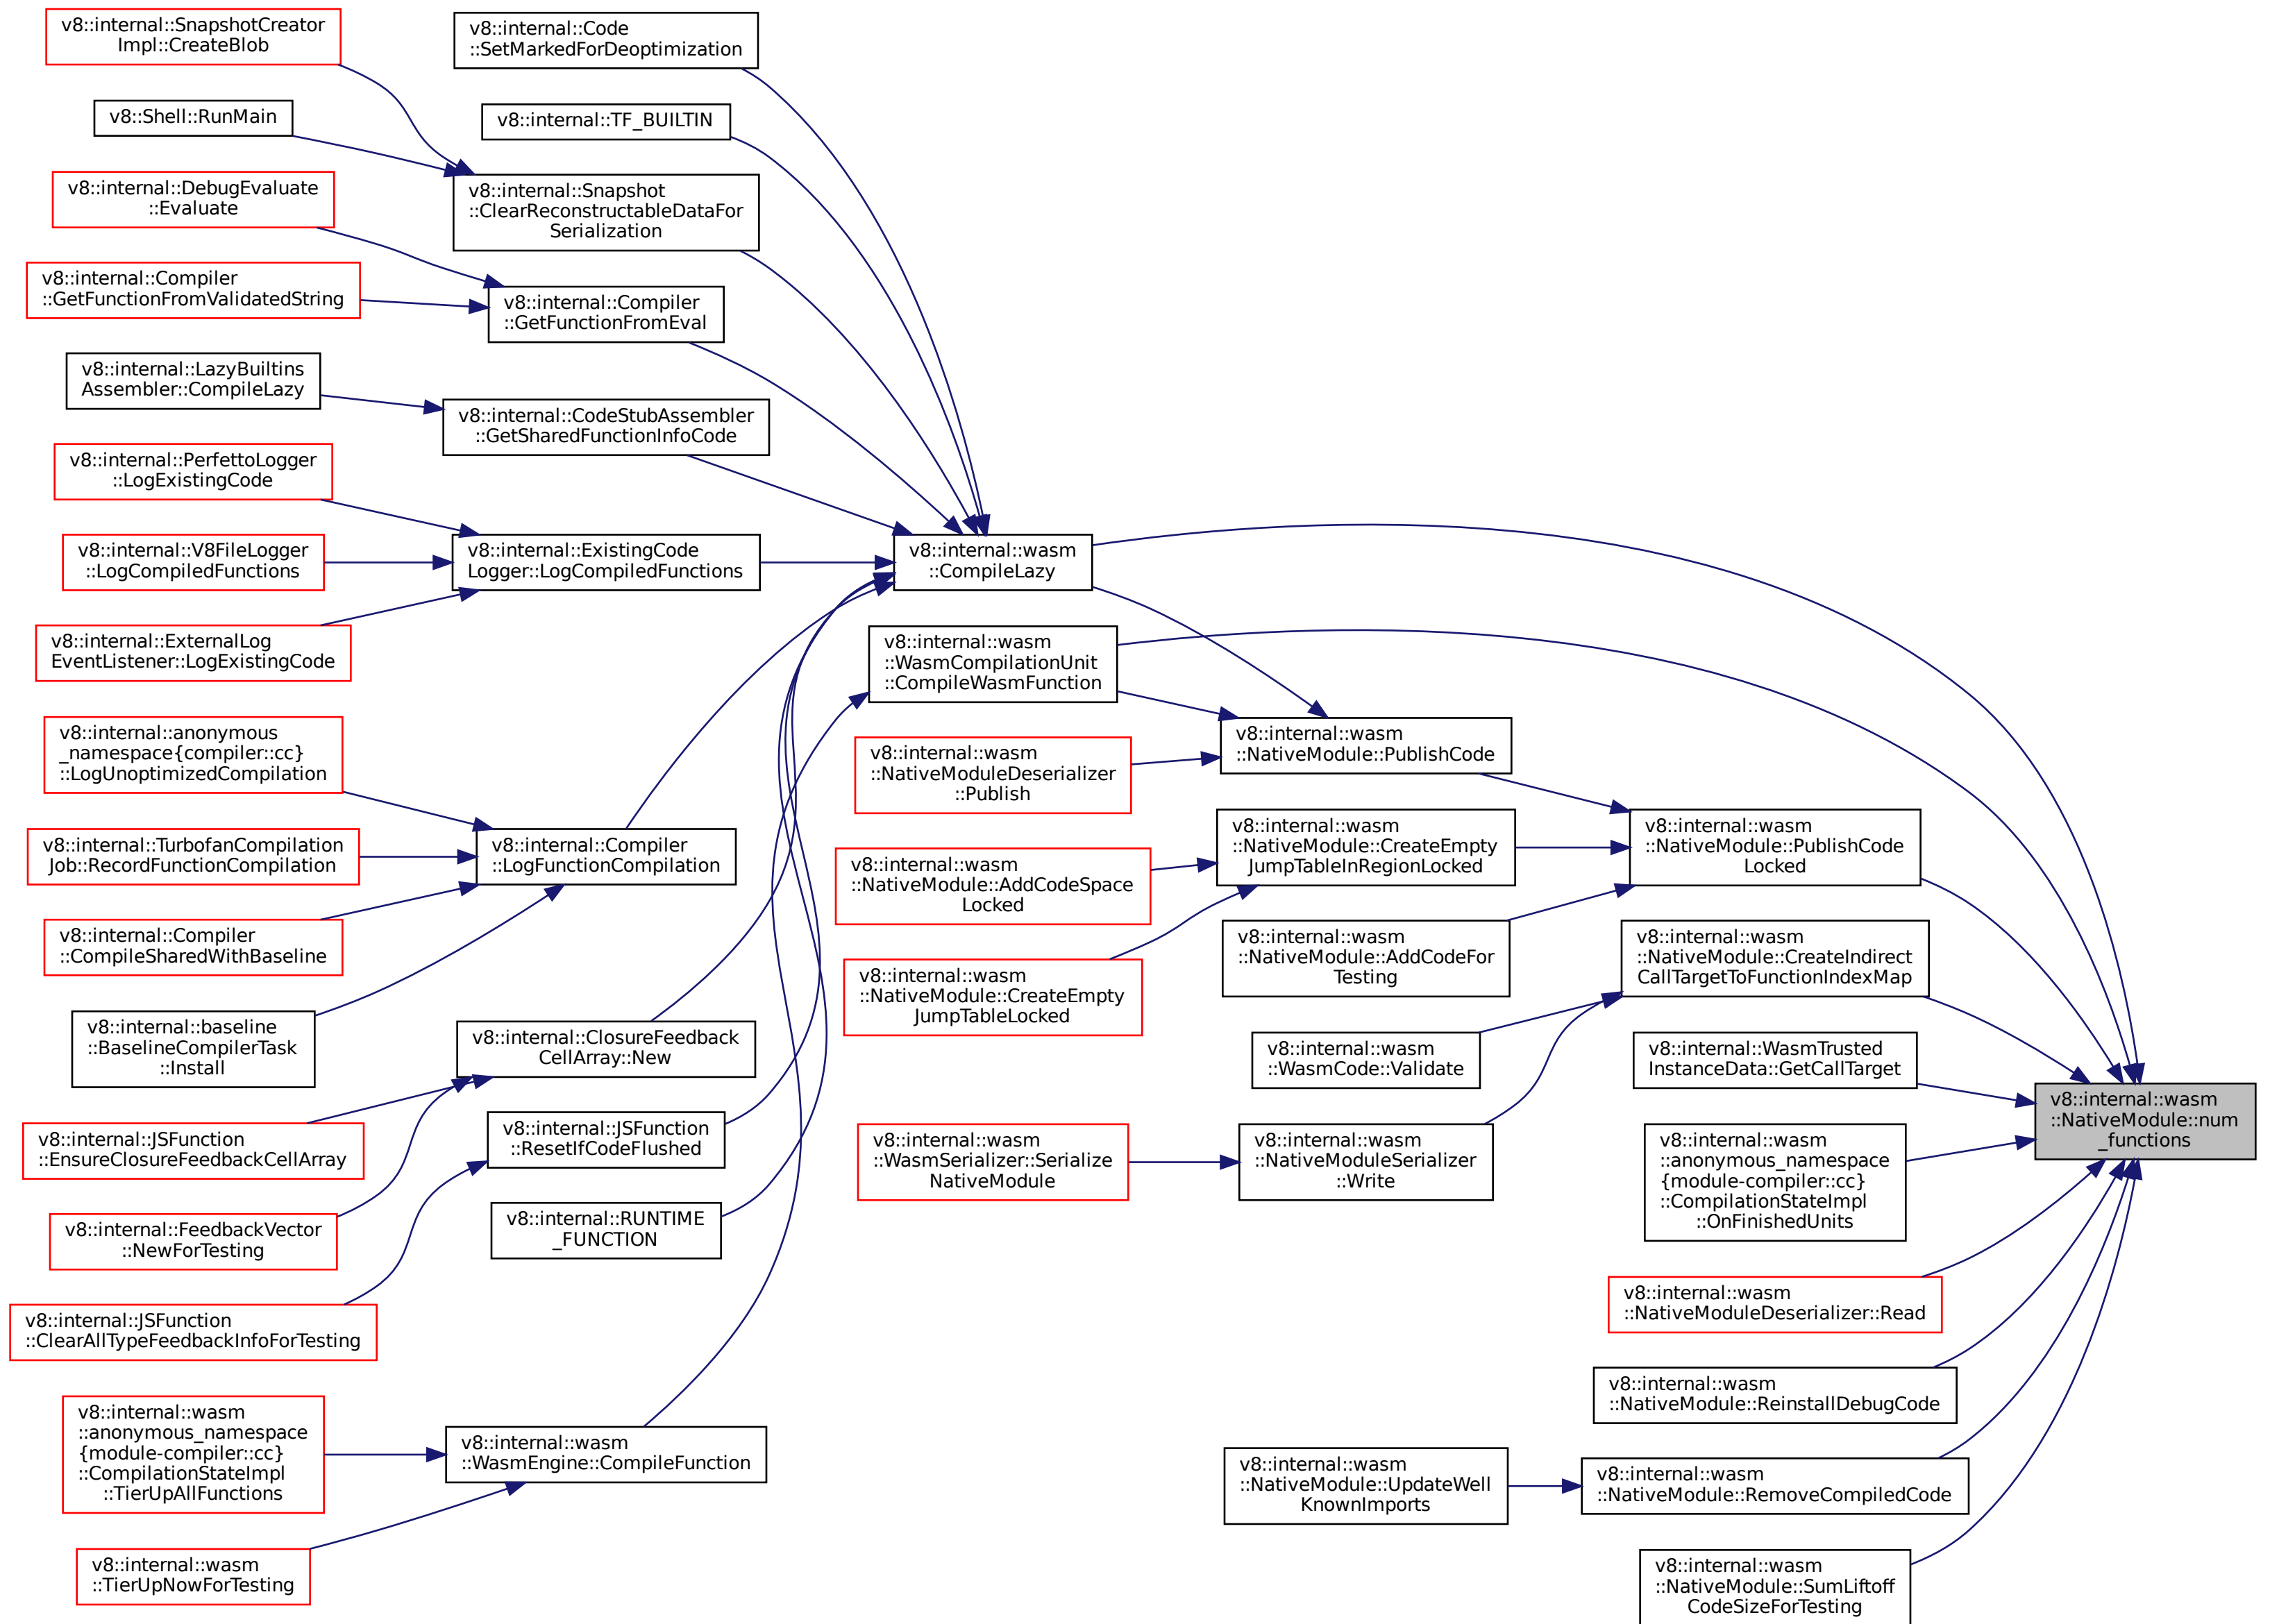 v8::internal::SnapshotCreator
Impl::CreateBlob
v8::Shell::RunMain
v8::internal::DebugEvaluate
::Evaluate
v8::internal::Compiler
::GetFunctionFromValidatedString
v8::internal::LazyBuiltins
Assembler::CompileLazy
v8::internal::PerfettoLogger
::LogExistingCode
v8::internal::V8FileLogger
::LogCompiledFunctions
v8::internal::ExternalLog
EventListener::LogExistingCode
v8::internal::anonymous
_namespace{compiler::cc}
::LogUnoptimizedCompilation
v8::internal::TurbofanCompilation
Job::RecordFunctionCompilation
v8::internal::Compiler
::CompileSharedWithBaseline
v8::internal::baseline
::BaselineCompilerTask
::Install
v8::internal::JSFunction
::EnsureClosureFeedbackCellArray
v8::internal::FeedbackVector
::NewForTesting
v8::internal::JSFunction
::ClearAllTypeFeedbackInfoForTesting
v8::internal::wasm
::anonymous_namespace
{module-compiler::cc}
::CompilationStateImpl
::TierUpAllFunctions
v8::internal::wasm
::TierUpNowForTesting
v8::internal::Code
::SetMarkedForDeoptimization
v8::internal::TF_BUILTIN
v8::internal::Snapshot
::ClearReconstructableDataFor
Serialization
v8::internal::Compiler
::GetFunctionFromEval
v8::internal::CodeStubAssembler
::GetSharedFunctionInfoCode
v8::internal::ExistingCode
Logger::LogCompiledFunctions
v8::internal::Compiler
::LogFunctionCompilation
v8::internal::ClosureFeedback
CellArray::New
v8::internal::JSFunction
::ResetIfCodeFlushed
v8::internal::RUNTIME
_FUNCTION
v8::internal::wasm
::WasmEngine::CompileFunction
v8::internal::wasm
::CompileLazy
v8::internal::wasm
::WasmCompilationUnit
::CompileWasmFunction
v8::internal::wasm
::NativeModuleDeserializer
::Publish
v8::internal::wasm
::NativeModule::AddCodeSpace
Locked
v8::internal::wasm
::NativeModule::CreateEmpty
JumpTableLocked
v8::internal::wasm
::WasmSerializer::Serialize
NativeModule
v8::internal::wasm
::NativeModule::PublishCode
v8::internal::wasm
::NativeModule::CreateEmpty
JumpTableInRegionLocked
v8::internal::wasm
::NativeModule::AddCodeFor
Testing
v8::internal::wasm
::WasmCode::Validate
v8::internal::wasm
::NativeModuleSerializer
::Write
v8::internal::wasm
::NativeModule::UpdateWell
KnownImports
v8::internal::wasm
::NativeModule::PublishCode
Locked
v8::internal::wasm
::NativeModule::CreateIndirect
CallTargetToFunctionIndexMap
v8::internal::WasmTrusted
InstanceData::GetCallTarget
v8::internal::wasm
::anonymous_namespace
{module-compiler::cc}
::CompilationStateImpl
::OnFinishedUnits
v8::internal::wasm
::NativeModuleDeserializer::Read
v8::internal::wasm
::NativeModule::ReinstallDebugCode
v8::internal::wasm
::NativeModule::RemoveCompiledCode
v8::internal::wasm
::NativeModule::SumLiftoff
CodeSizeForTesting
v8::internal::wasm
::NativeModule::num
_functions